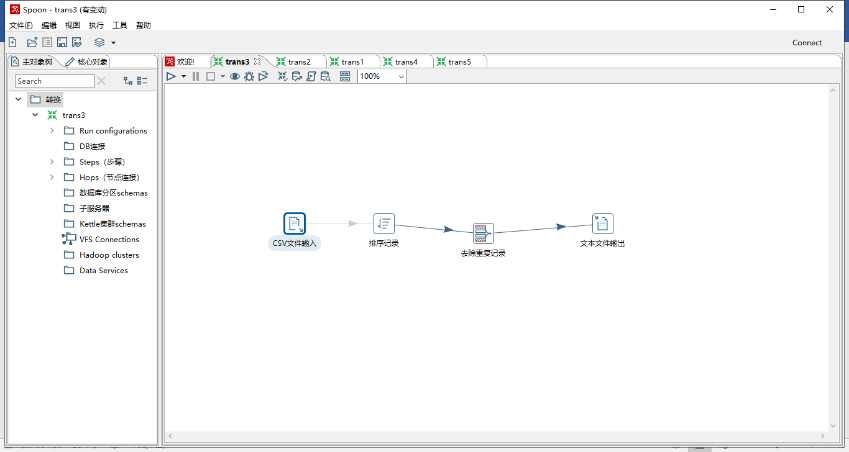 Spoon - trans3 (有变动)
文件(F) 编辑 视图 执行 工具 帮助
Connect
主对象树 核心对象
欢迎! trans3 trans2 trans1 trans4 trans5
Search
100%
转换
trans3
Run configurations
DB连接
Steps（步骤）
Hops（节点连接）
数据库分区schemas
子服务器
Kettle集群schemas
VFS Connections
Hadoop clusters
Data Services
CSV文件输入 排序记录 去除重复记录 文本文件输出